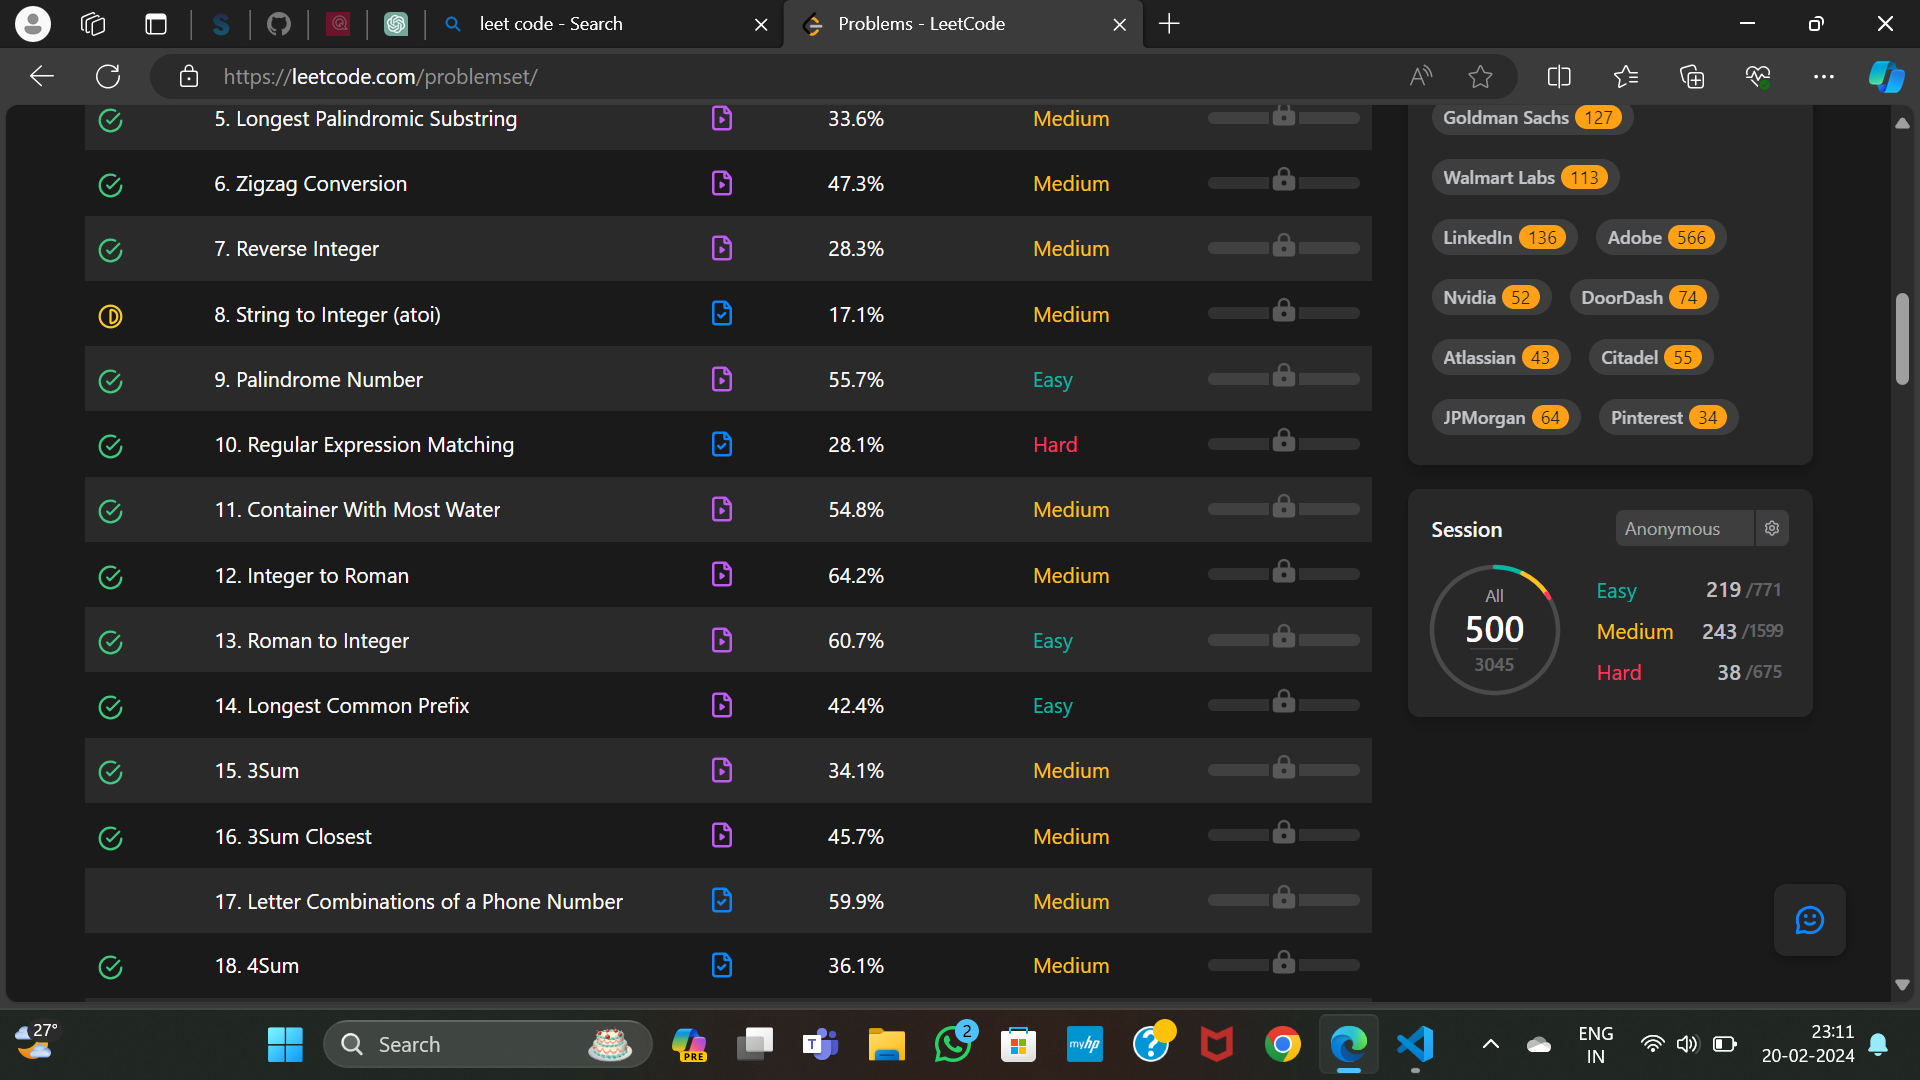 leet code - Search
Problems - LeetCode
https://leetcode.com/problemset/
5. Longest Palindromic Substring 33.6% Medium
6. Zigzag Conversion 47.3% Medium
7. Reverse Integer 28.3% Medium
8. String to Integer (atoi) 17.1% Medium
9. Palindrome Number 55.7% Easy
10. Regular Expression Matching 28.1% Hard
11. Container With Most Water 54.8% Medium
12. Integer to Roman 64.2% Medium
13. Roman to Integer 60.7% Easy
14. Longest Common Prefix 42.4% Easy
15. 3Sum 34.1% Medium
16. 3Sum Closest 45.7% Medium
17. Letter Combinations of a Phone Number 59.9% Medium
18. 4Sum 36.1% Medium
Goldman Sachs 127
Walmart Labs 113
LinkedIn 136 Adobe 566
Nvidia 52 DoorDash 74
Atlassian 43 Citadel 55
JPMorgan 64 Pinterest 34
Session Anonymous
All
500
3045
Easy 219 /771
Medium 243 /1599
Hard 38 /675
27°
Search
PRE
T
2
myhp
?
ENG
IN
23:11
20-02-2024